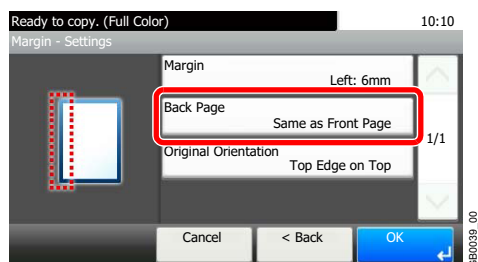 Ready to copy. (Full Color)
10:10
Margin - Settings
Margin
Left: 6mm
Back Page
Same as Front Page
1/1
Original Orientation
Top Edge on Top
Cancel
< Back
OK